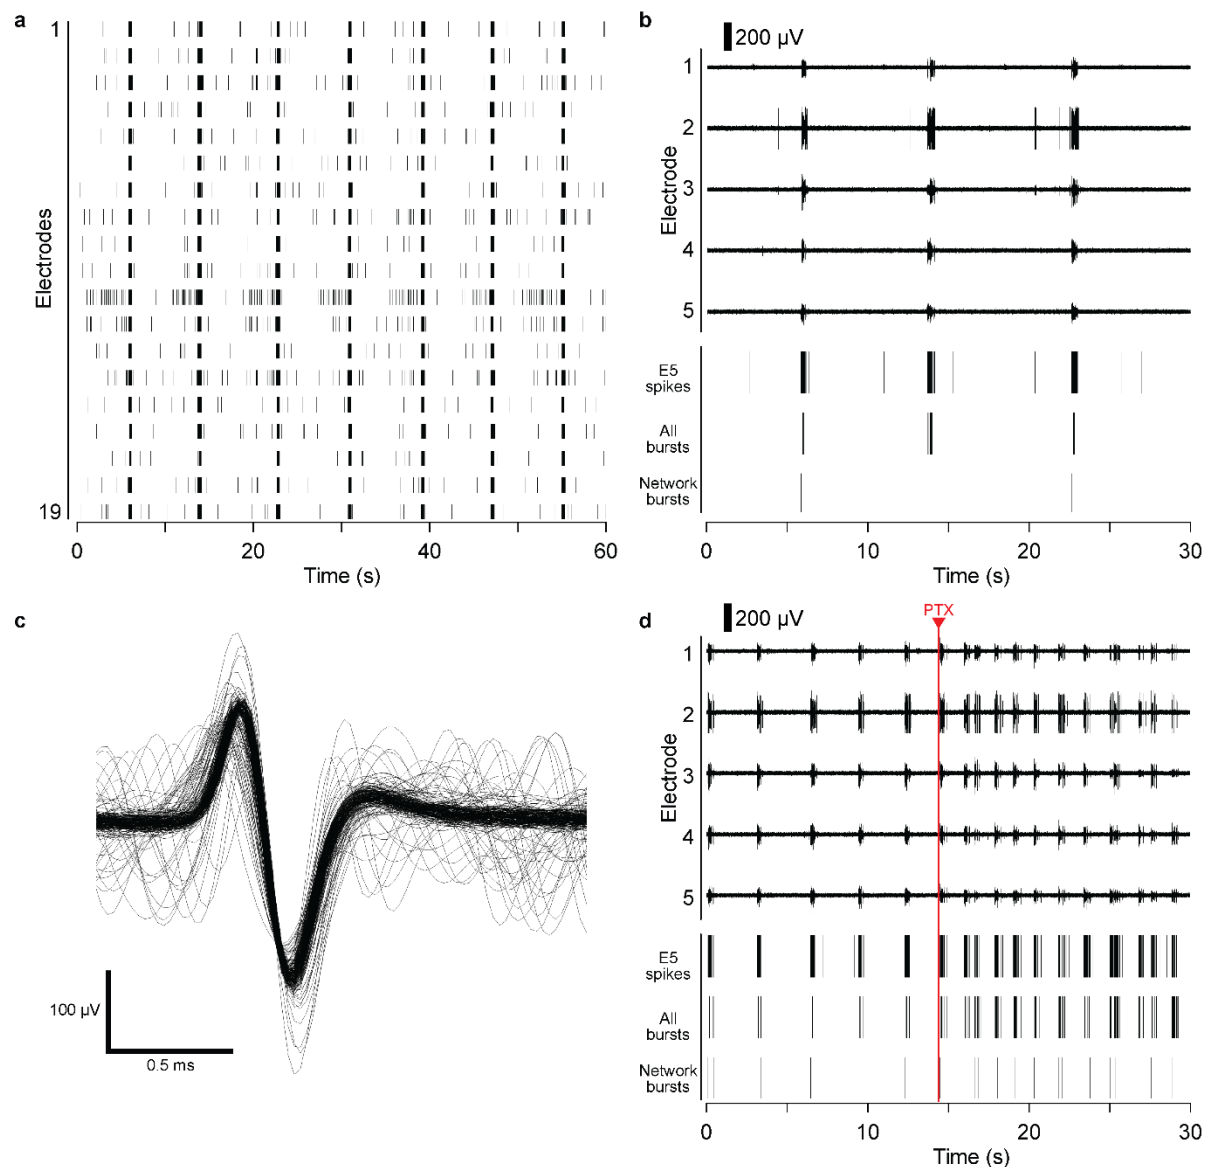 a
1
Electrodes
19
0
20
40
60
Time (s)
b
200 µV
1
2
3
4
5
Electrode
E5
spikes
All
bursts
Network
bursts
0
10
20
30
Time (s)
c
100 µV
0.5 ms
d
200 µV
PTX
1
2
3
4
5
Electrode
E5
spikes
All
bursts
Network
bursts
0
10
20
30
Time (s)